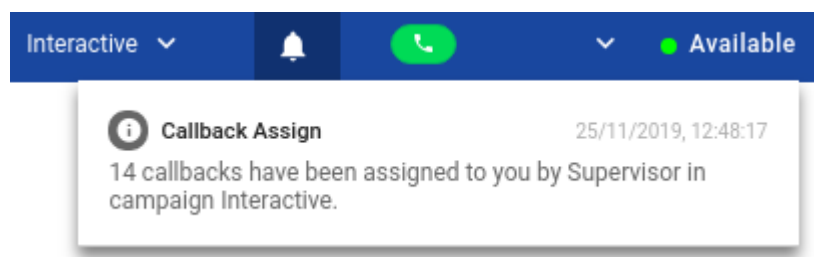 Interactive Available
Callback Assign 25/11/2019, 12:48:17
14 callbacks have been assigned to you by Supervisor in
campaign Interactive.